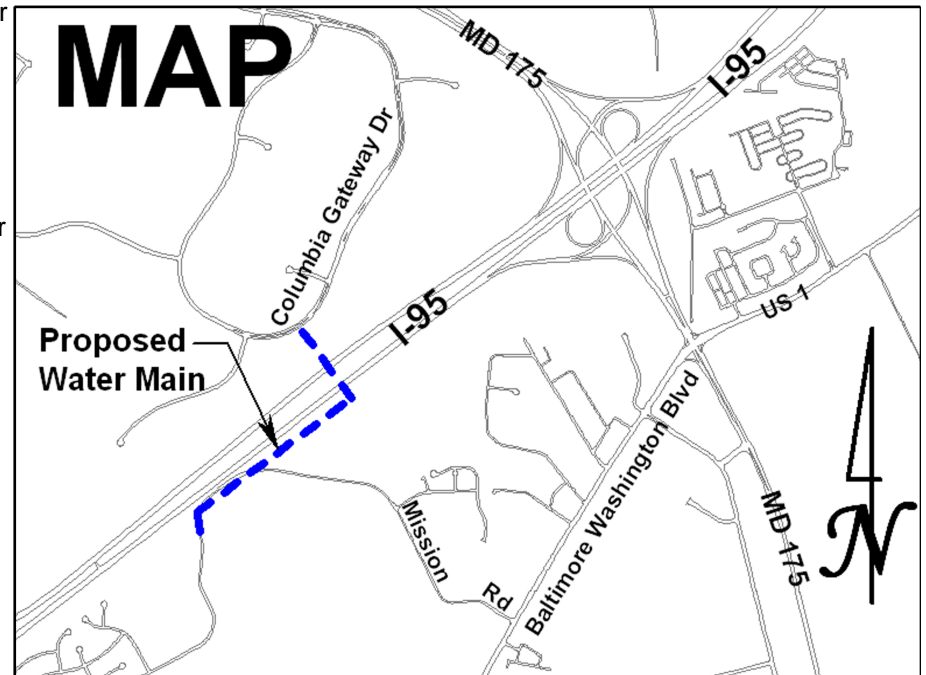 r
MAP
MD 175
I-95
Columbia Gateway Dr
r
I-95
US 1
Proposed
Water Main
Baltimore Washington Blvd
Mission
Rd
MD 175
N